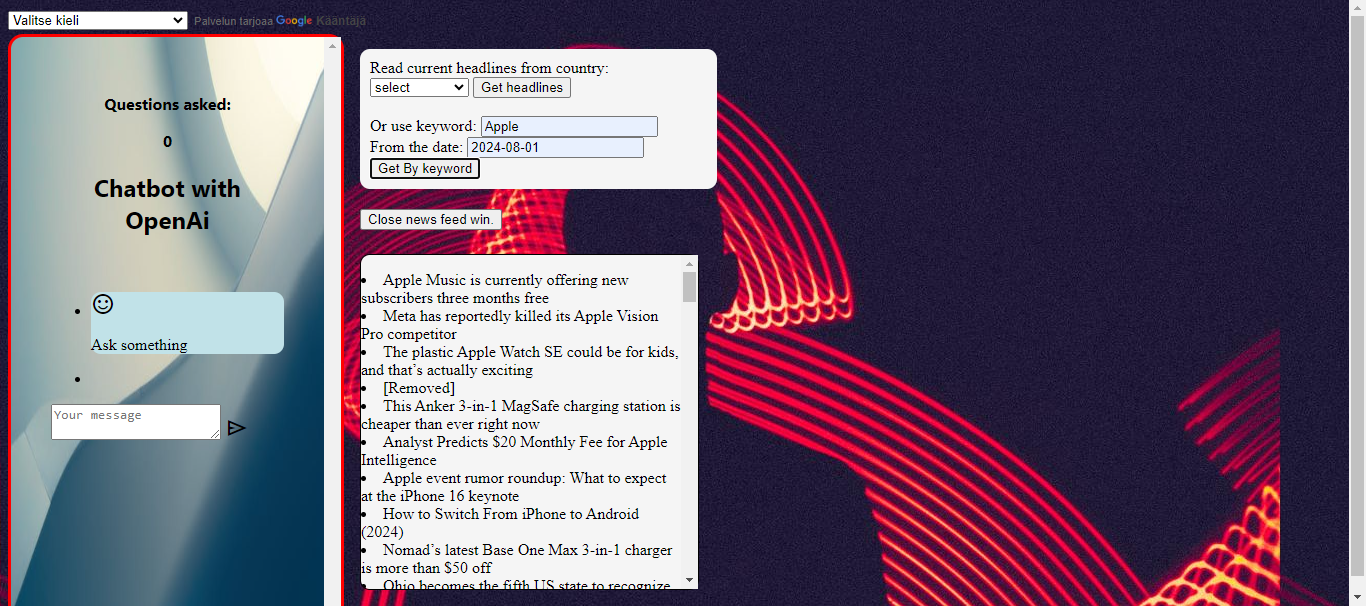 Valitse kieli
Palvelun tarjoaa Google Kääntäjä
Questions asked:
0
Chatbot with
OpenAi
Ask something
Your message
Read current headlines from country:
select Get headlines
Or use keyword: Apple
From the date: 2024-08-01
Get By keyword
Close news feed win.
Apple Music is currently offering new
subscribers three months free
Meta has reportedly killed its Apple Vision
Pro competitor
The plastic Apple Watch SE could be for kids,
and that’s actually exciting
[Removed]
This Anker 3-in-1 MagSafe charging station is
cheaper than ever right now
Analyst Predicts $20 Monthly Fee for Apple
Intelligence
Apple event rumor roundup: What to expect
at the iPhone 16 keynote
How to Switch From iPhone to Android
(2024)
Nomad’s latest Base One Max 3-in-1 charger
is more than $50 off
Ohio becomes the fifth US state to recognize